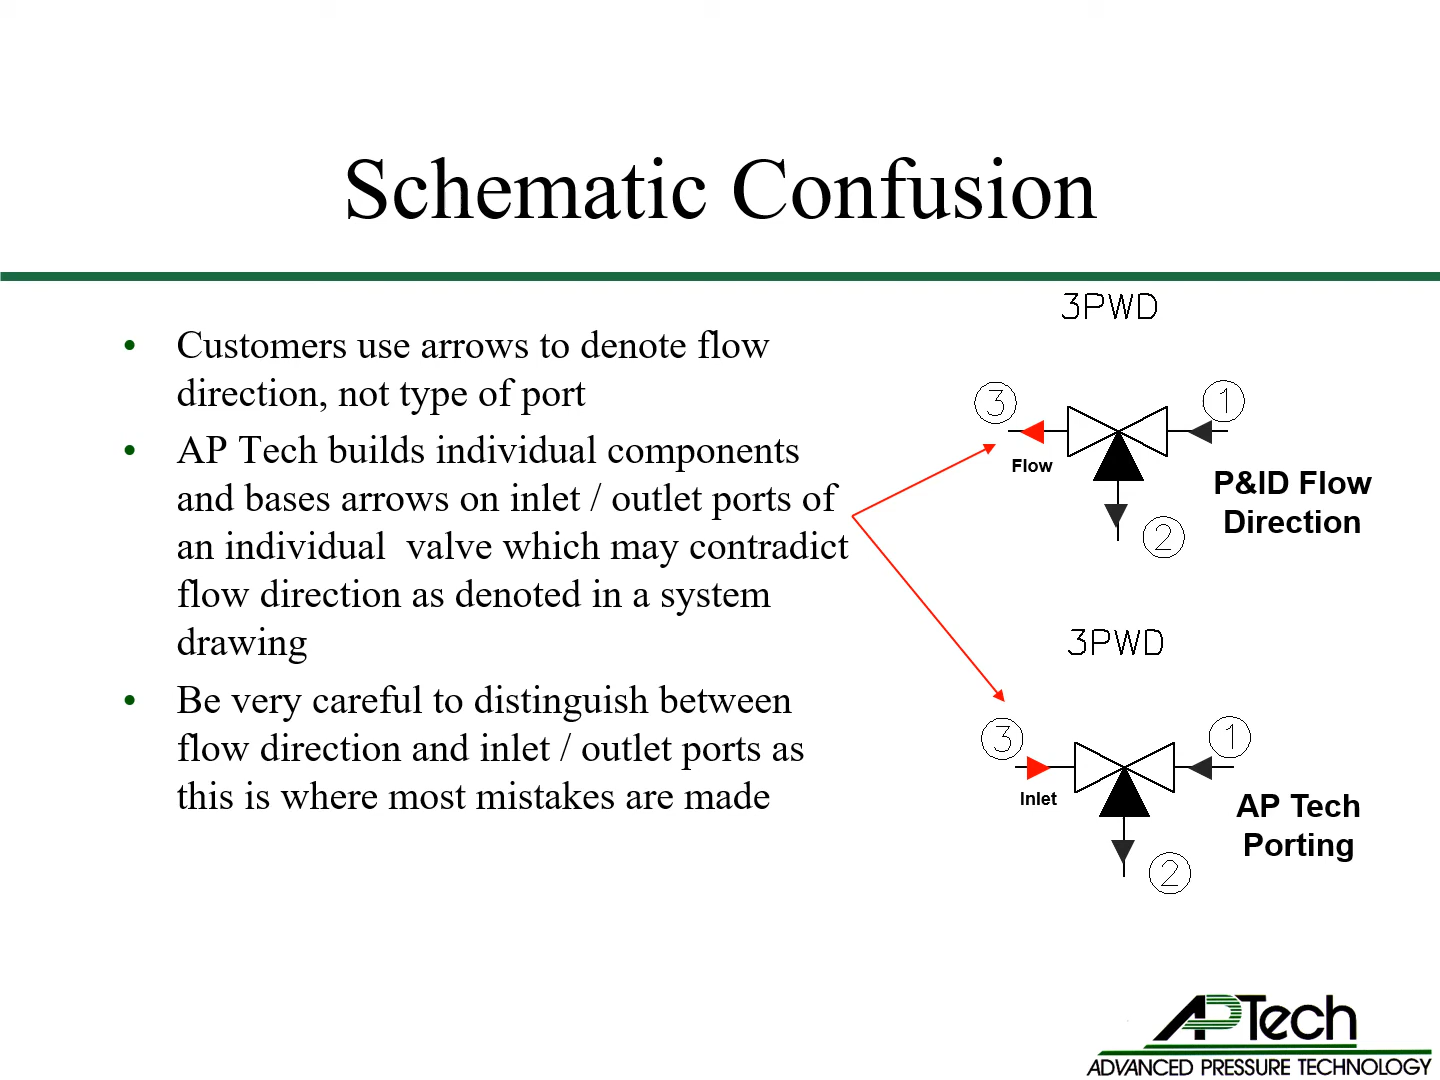 Schematic Confusion
• Customers use arrows to denote flow
direction, not type of port
• AP Tech builds individual components
and bases arrows on inlet / outlet ports of
an individual  valve which may contradict
flow direction as denoted in a system
drawing
• Be very careful to distinguish between
flow direction and inlet / outlet ports as
this is where most mistakes are made
3PWD
3
1
Flow
P&ID Flow
Direction
2
3PWD
3
1
Inlet
AP Tech
Porting
2
APTech
ADVANCED PRESSURE TECHNOLOGY